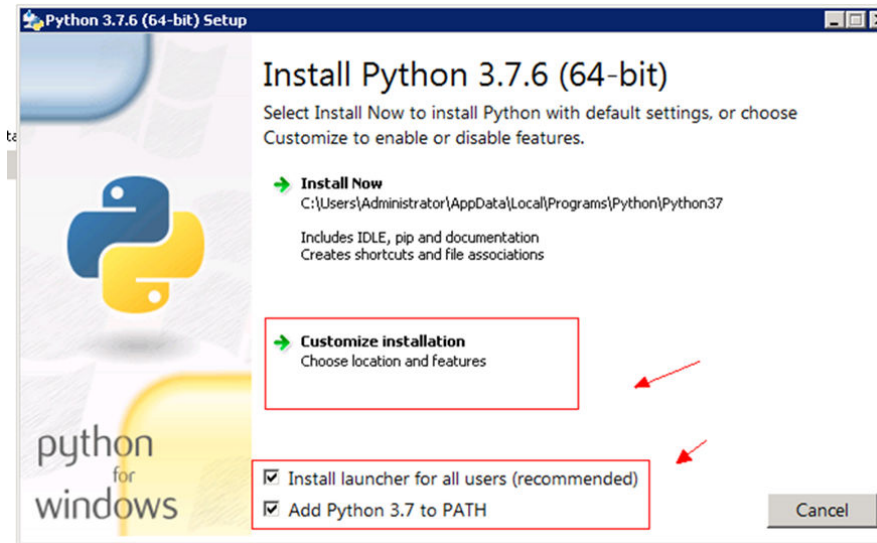 Python 3.7.6 (64-bit) Setup
Install Python 3.7.6 (64-bit)
Select Install Now to install Python with default settings, or choose
Customize to enable or disable features.
Install Now
C:\Users\Administrator\AppData\Local\Programs\Python\Python37
Includes IDLE, pip and documentation
Creates shortcuts and file associations
Customize installation
Choose location and features
python
for
windows
Install launcher for all users (recommended)
Add Python 3.7 to PATH
Cancel